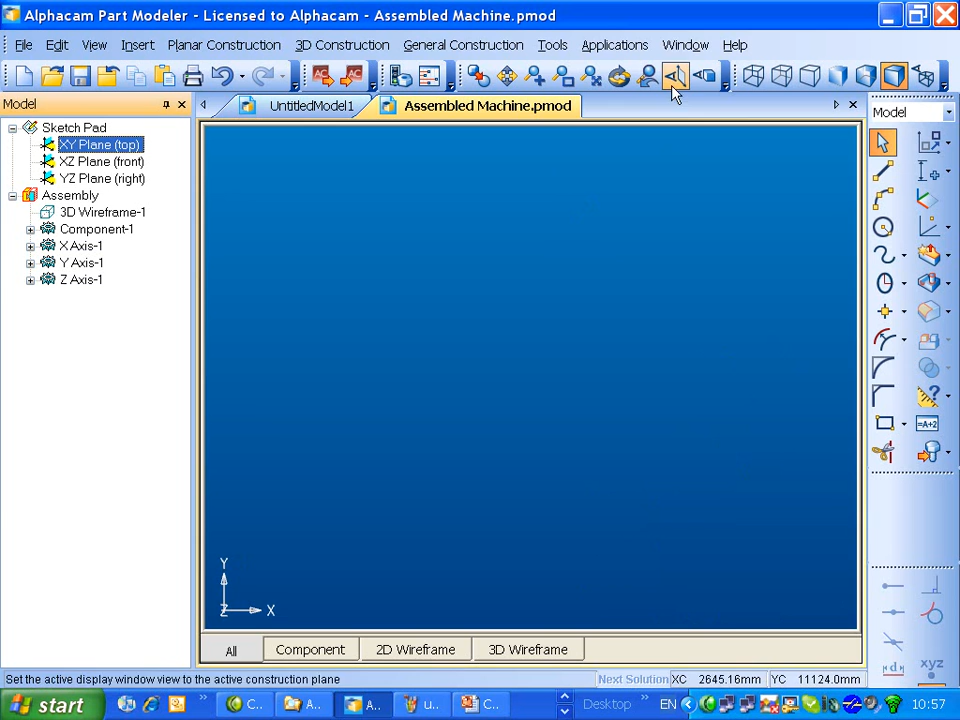 Alphacam Part Modeler - Licensed to Alphacam - Assembled Machine.pmod
File Edit View Insert Planar Construction 3D Construction General Construction Tools Applications Window Help
AC AC
Model
UntitledModel1 Assembled Machine.pmod
Model
Sketch Pad
XY Plane (top)
XZ Plane (front)
YZ Plane (right)
Assembly
3D Wireframe-1
Component-1
X Axis-1
Y Axis-1
Z Axis-1
=A+2
Y
Z X
All Component 2D Wireframe 3D Wireframe
xyz
Set the active display window view to the active construction plane Next Solution XC 2645.16mm YC 11124.0mm
start C... A... A... u... C... Desktop EN 10:57